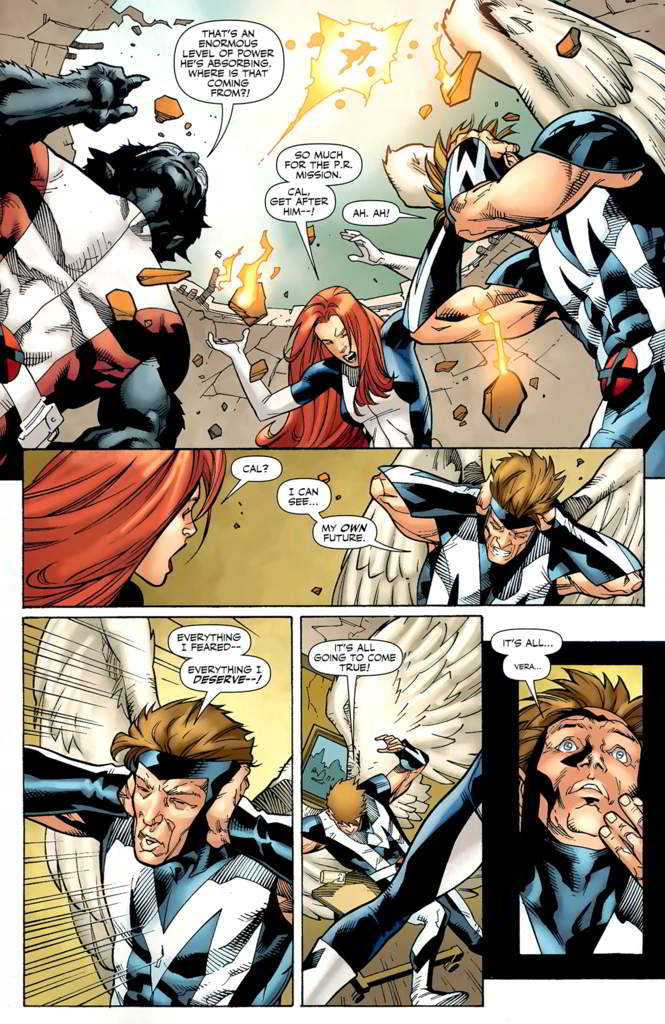 THAT'S AN
ENORMOUS
LEVEL OF POWER
HE'S ABSORBING.
WHERE IS THAT
COMING
FROM?!
SO MUCH
FOR THE P.R.
MISSION.
CAL,
GET AFTER
HIM--!
AH. AH!
CAL?
I CAN
SEE...
MY OWN
FUTURE.
EVERYTHING
I FEARED--
EVERYTHING I
DESERVE--!
IT'S ALL
GOING TO COME
TRUE!
IT'S ALL...
VERA...